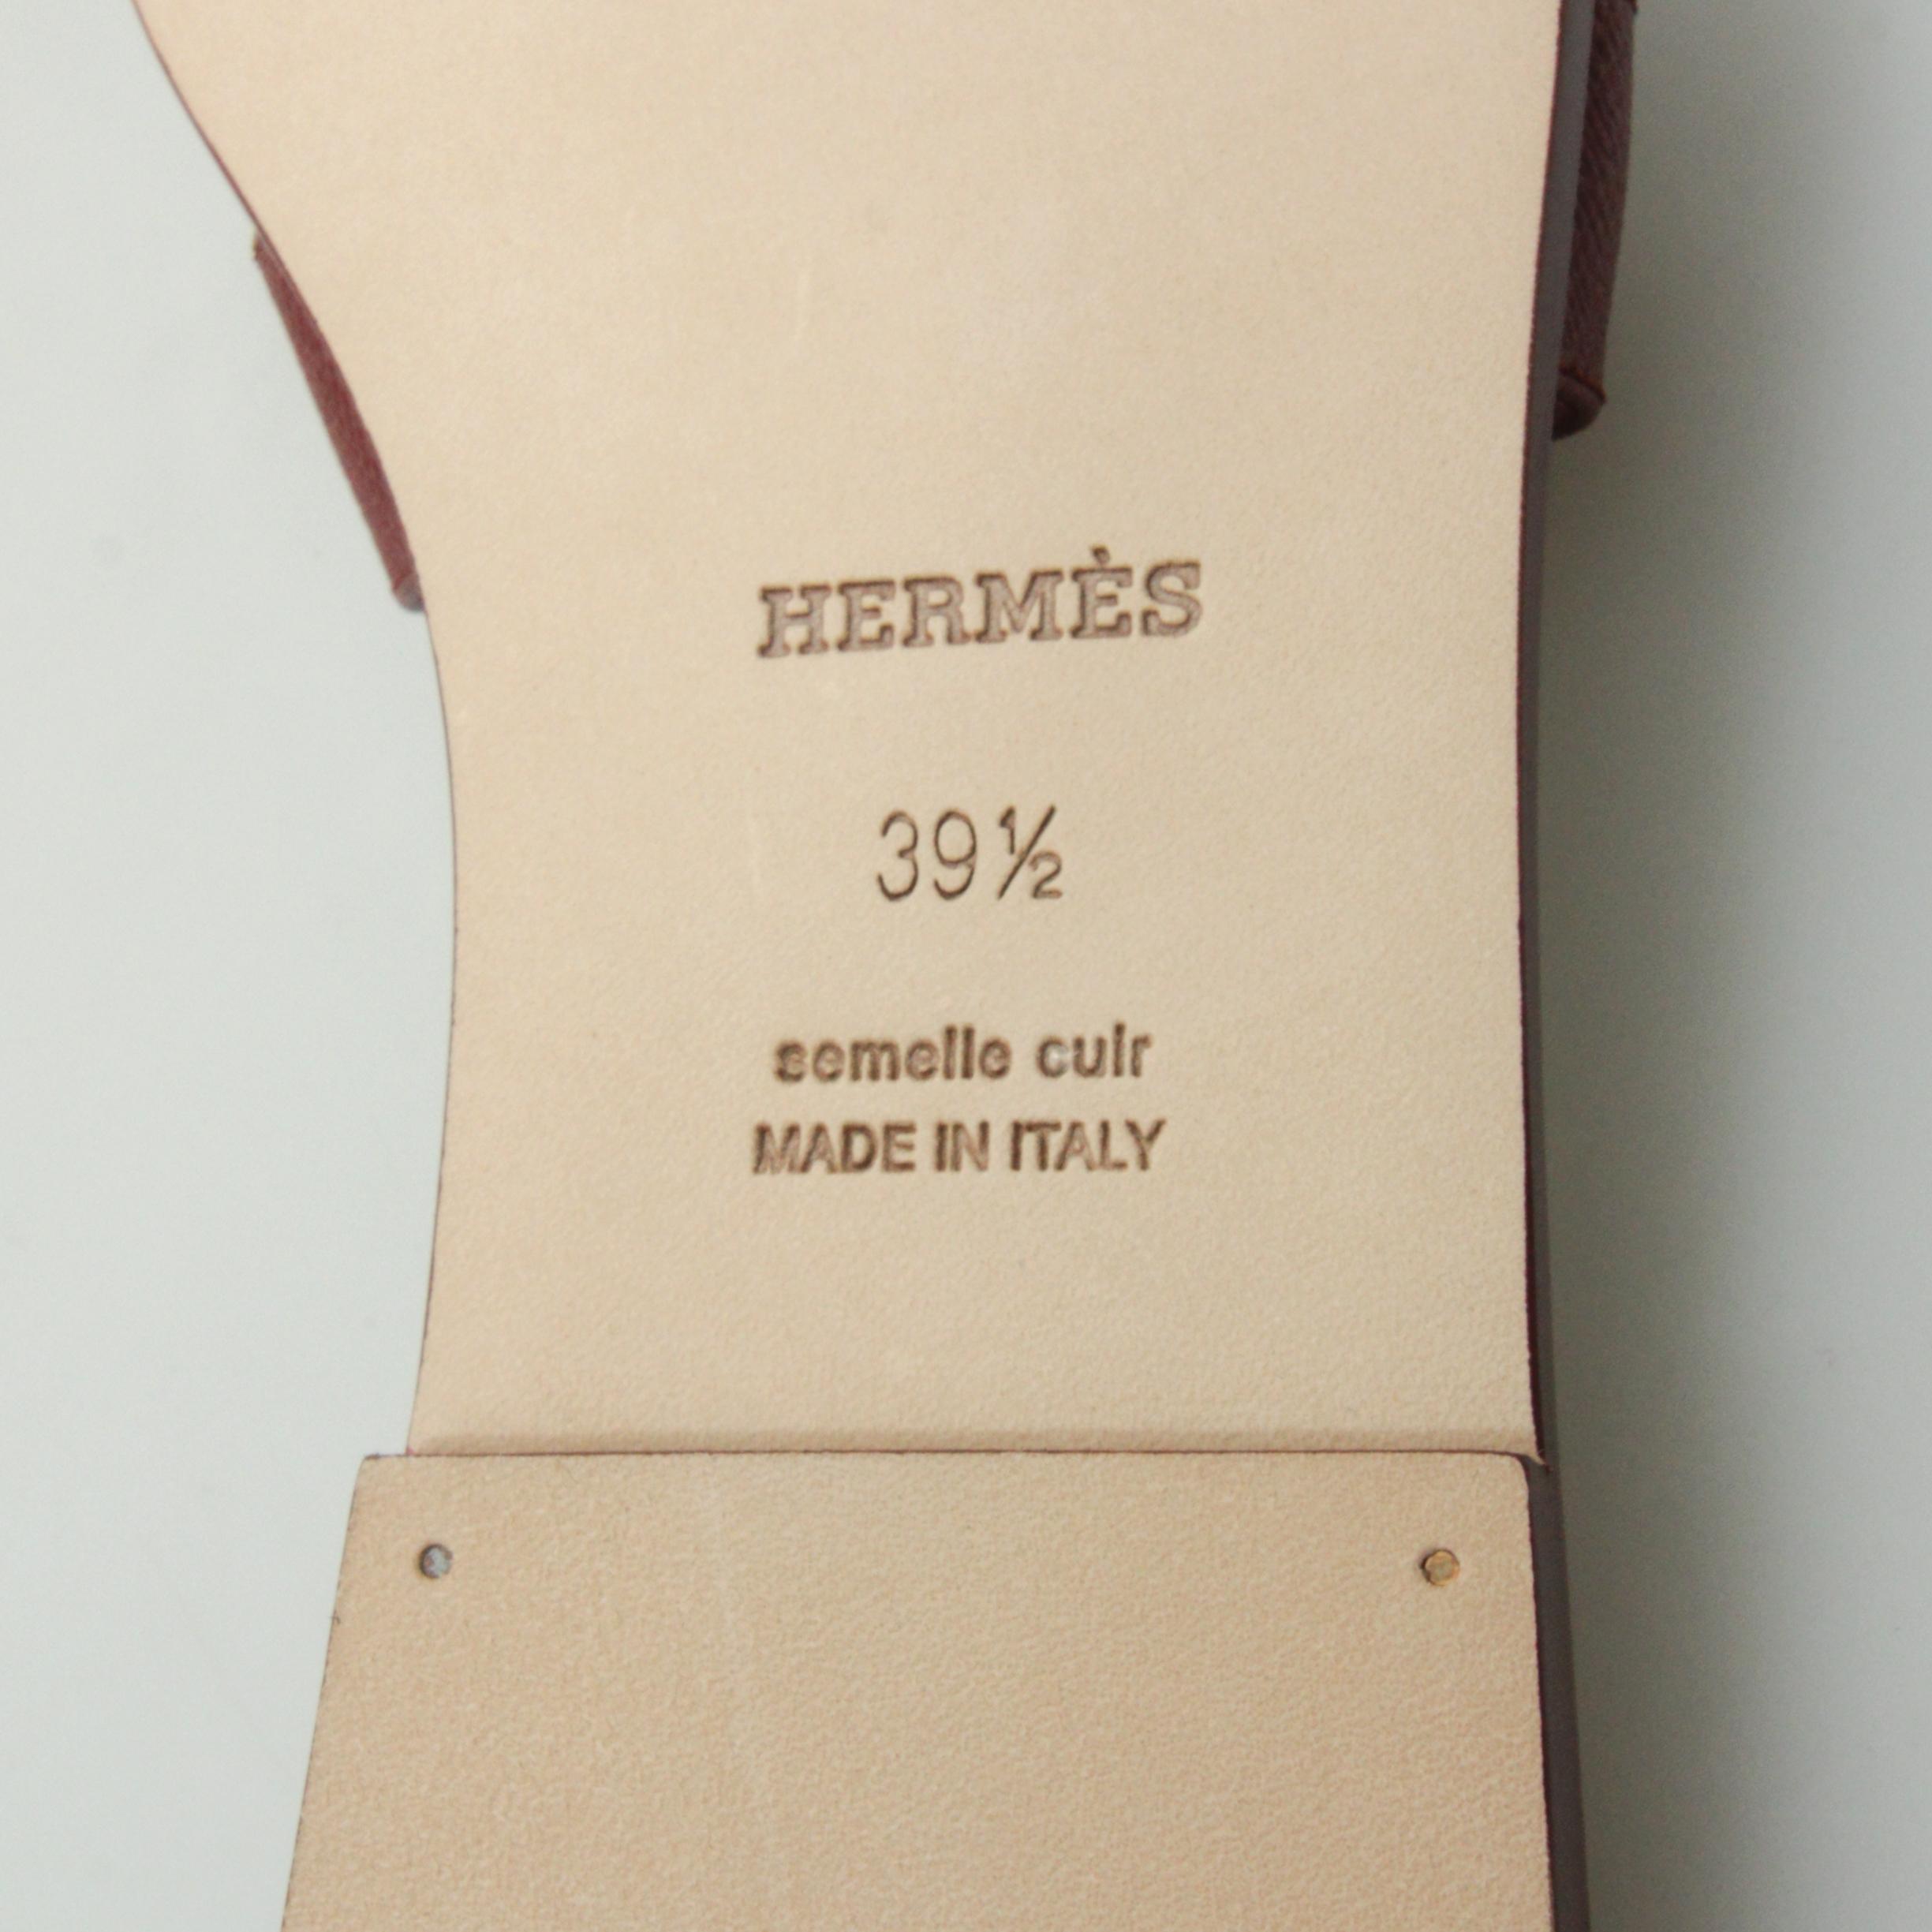 HERMÈS
39½
semelle cuir
MADE IN ITALY